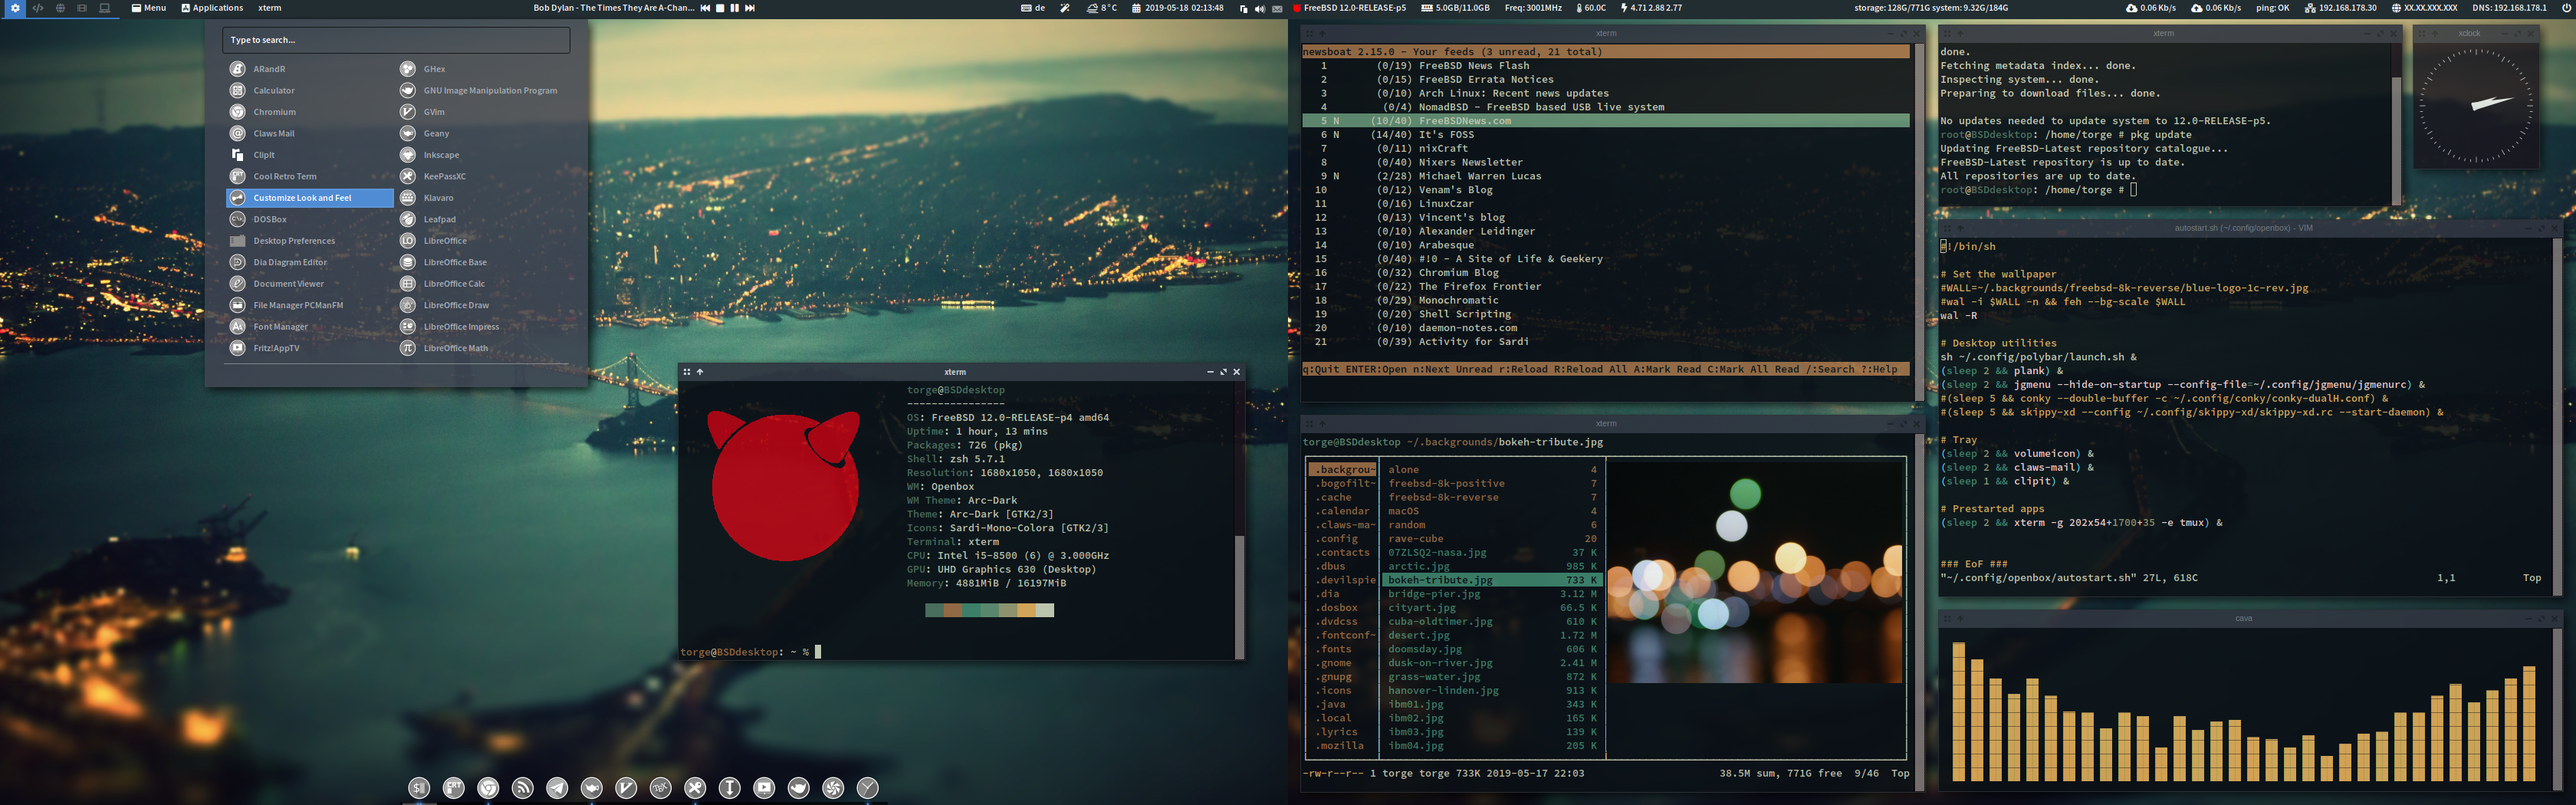 Menu Applications xterm Bob Dylan - The Times They Are A-Chan... de 8°C 2019-05-18 02:13:48
FreeBSD 12.0-RELEASE-p5 5.0GB/11.0GB Freq: 3001MHz 60.0C 4.71 2.88 2.77 storage: 128G/771G system: 9.32G/184G 0.06 Kb/s 0.06 Kb/s ping: OK 192.168.178.30 XX.XX.XXX.XXX DNS: 192.168.178.1
Type to search...
ARandR
Calculator
Chromium
Claws Mail
ClipIt
Cool Retro Term
Customize Look and Feel
DOSBox
Desktop Preferences
Dia Diagram Editor
Document Viewer
File Manager PCManFM
Font Manager
Fritz!AppTV
GHex
GNU Image Manipulation Program
GVim
Geany
Inkscape
KeePassXC
Klavaro
Leafpad
LibreOffice
LibreOffice Base
LibreOffice Calc
LibreOffice Draw
LibreOffice Impress
LibreOffice Math
xterm
torge@BSDdesktop
----------------
OS: FreeBSD 12.0-RELEASE-p4 amd64
Uptime: 1 hour, 13 mins
Packages: 726 (pkg)
Shell: zsh 5.7.1
Resolution: 1680x1050, 1680x1050
WM: Openbox
WM Theme: Arc-Dark
Theme: Arc-Dark [GTK2/3]
Icons: Sardi-Mono-Colora [GTK2/3]
Terminal: xterm
CPU: Intel i5-8500 (6) @ 3.000GHz
GPU: UHD Graphics 630 (Desktop)
Memory: 4881MiB / 16197MiB
torge@BSDdesktop: ~ %
xterm
newsboat 2.15.0 - Your feeds (3 unread, 21 total)
1 (0/19) FreeBSD News Flash
2 (0/15) FreeBSD Errata Notices
3 (0/10) Arch Linux: Recent news updates
4 (0/4) NomadBSD - FreeBSD based USB live system
5 N (10/40) FreeBSDNews.com
6 N (14/40) It's FOSS
7 (0/11) nixCraft
8 (0/40) Nixers Newsletter
9 N (2/28) Michael Warren Lucas
10 (0/12) Venam's Blog
11 (0/16) LinuxCzar
12 (0/13) Vincent's blog
13 (0/10) Alexander Leidinger
14 (0/10) Arabesque
15 (0/40) #!0 - A Site of Life & Geekery
16 (0/32) Chromium Blog
17 (0/22) The Firefox Frontier
18 (0/29) Monochromatic
19 (0/20) Shell Scripting
20 (0/10) daemon-notes.com
21 (0/39) Activity for Sardi
q:Quit ENTER:Open n:Next Unread r:Reload R:Reload All A:Mark Read C:Mark All Read /:Search ?:Help
xterm
torge@BSDdesktop ~/.backgrounds/bokeh-tribute.jpg
.backgrou~ alone 4
.bogofilt~ freebsd-8k-positive 7
.cache freebsd-8k-reverse 7
.calendar macOS 4
.claws-ma~ random 6
.config rave-cube 20
.contacts 07ZLSQ2-nasa.jpg 37 K
.dbus arctic.jpg 985 K
.devilspie bokeh-tribute.jpg 733 K
.dia bridge-pier.jpg 3.12 M
.dosbox cityart.jpg 66.5 K
.dvdcss cuba-oldtimer.jpg 610 K
.fontconf~ desert.jpg 1.72 M
.fonts doomsday.jpg 606 K
.gnome dusk-on-river.jpg 2.41 M
.gnupg grass-water.jpg 872 K
.icons hanover-linden.jpg 913 K
.java ibm01.jpg 343 K
.local ibm02.jpg 165 K
.lyrics ibm03.jpg 139 K
.mozilla ibm04.jpg 205 K
-rw-r--r-- 1 torge torge 733K 2019-05-17 22:03 38.5M sum, 771G free 9/46 Top
xterm
done.
Fetching metadata index... done.
Inspecting system... done.
Preparing to download files... done.
No updates needed to update system to 12.0-RELEASE-p5.
root@BSDdesktop: /home/torge # pkg update
Updating FreeBSD-Latest repository catalogue...
FreeBSD-Latest repository is up to date.
All repositories are up to date.
root@BSDdesktop: /home/torge #
xclock
autostart.sh (~/.config/openbox) - VIM
#!/bin/sh
# Set the wallpaper
#WALL=~/.backgrounds/freebsd-8k-reverse/blue-logo-1c-rev.jpg
#wal -i $WALL -n && feh --bg-scale $WALL
wal -R
# Desktop utilities
sh ~/.config/polybar/launch.sh &
(sleep 2 && plank) &
(sleep 2 && jgmenu --hide-on-startup --config-file=~/.config/jgmenu/jgmenurc) &
#(sleep 5 && conky --double-buffer -c ~/.config/conky/conky-dualH.conf) &
#(sleep 5 && skippy-xd --config ~/.config/skippy-xd/skippy-xd.rc --start-daemon) &
# Tray
(sleep 2 && volumeicon) &
(sleep 2 && claws-mail) &
(sleep 1 && clipit) &
# Prestarted apps
(sleep 2 && xterm -g 202x54+1700+35 -e tmux) &
### EoF ###
"~/.config/openbox/autostart.sh" 27L, 618C 1,1 Top
cava